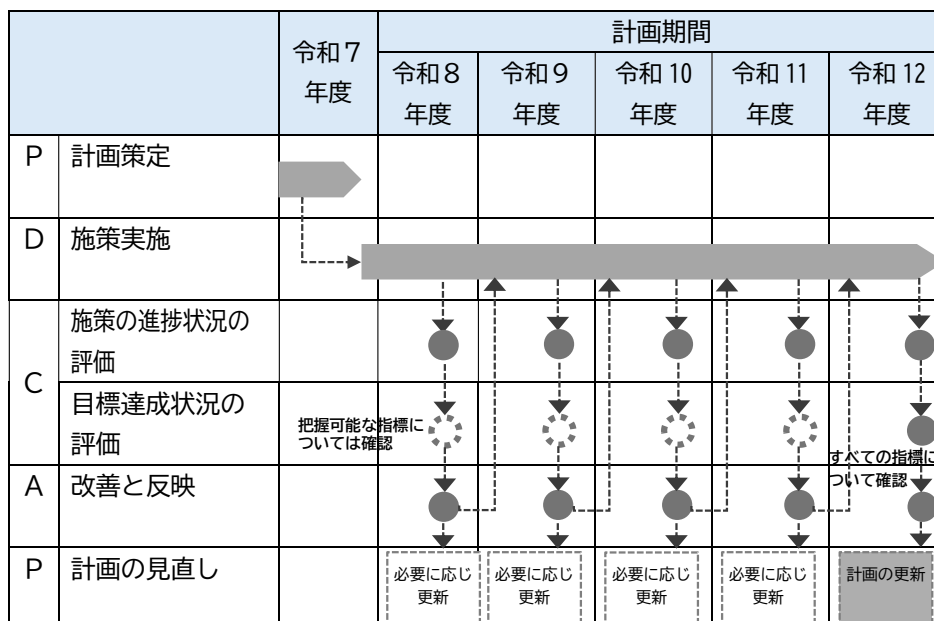 令和７
年度
計画期間
令和８
年度
令和９
年度
令和 10
年度
令和 11
年度
令和 12
年度
P
計画策定
D
施策実施
C
施策の進捗状況の
評価
目標達成状況の
評価
把握可能な指標に
ついては確認
すべての指標に
ついて確認
A
改善と反映
P
計画の見直し
必要に応じ
更新
必要に応じ
更新
必要に応じ
更新
必要に応じ
更新
計画の更新